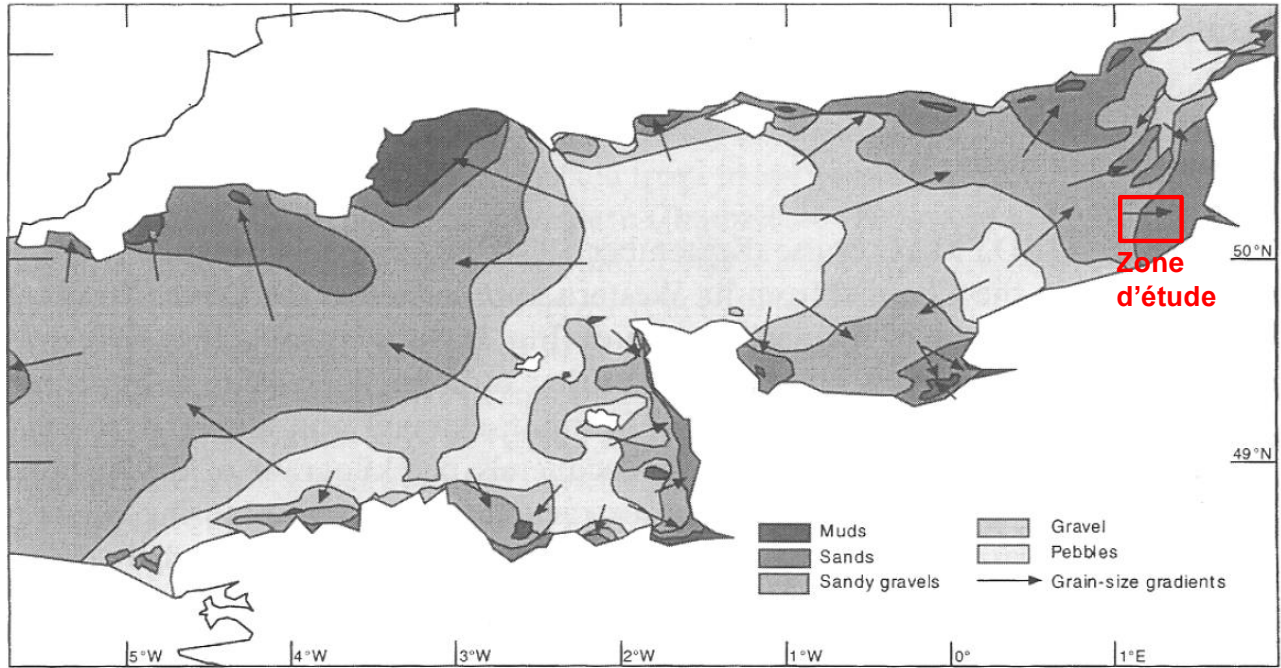 50°N
Zone
d'étude
49°N
Muds
Sands
Sandy gravels
Gravel
Pebbles
Grain-size gradients
5°W
4°W
3°W
2°W
1°W
0°
1°E